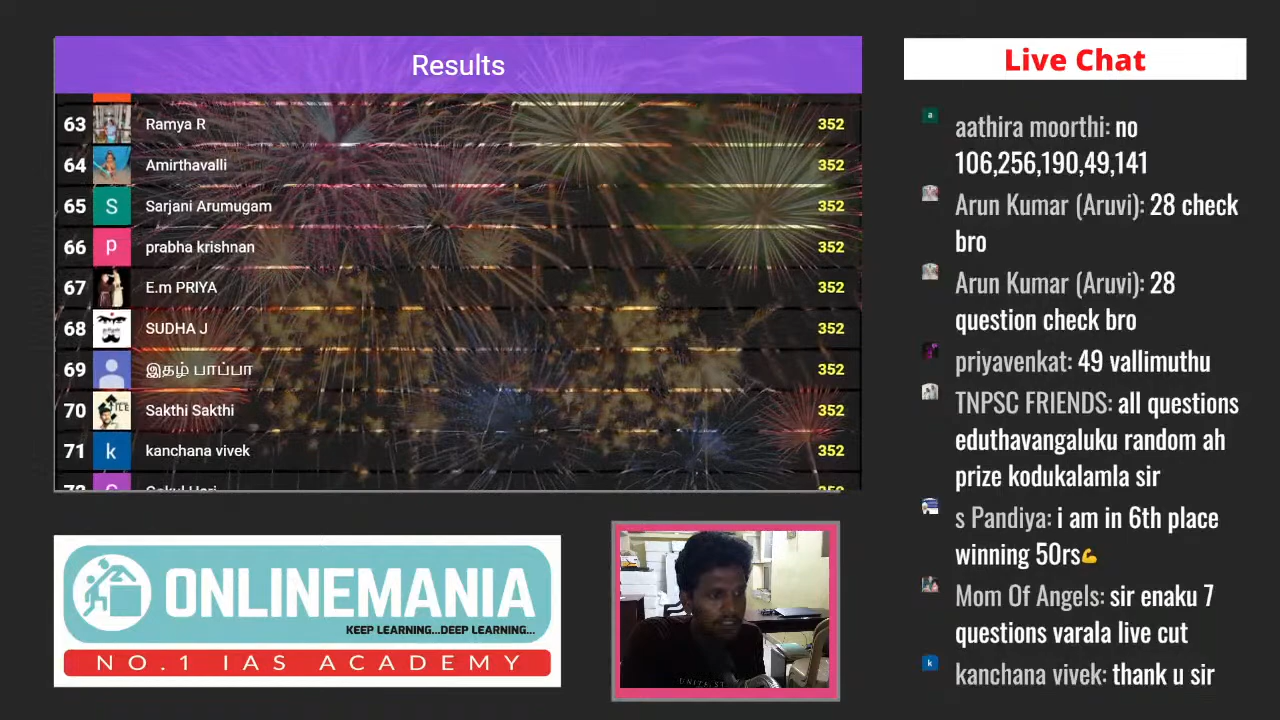 Results
63 Ramya R 352
64 Amirthavalli 352
65 S Sarjani Arumugam 352
66 p prabha krishnan 352
67 E.m PRIYA 352
68 SUDHA J 352
69 இதழ் பாப்பா 352
70 Sakthi Sakthi 352
71 k kanchana vivek 352
ONLINEMANIA
KEEP LEARNING...DEEP LEARNING...
NO.1 IAS ACADEMY
Live Chat
a aathira moorthi: no
106,256,190,49,141
Arun Kumar (Aruvi): 28 check
bro
Arun Kumar (Aruvi): 28
question check bro
priyavenkat: 49 vallimuthu
TNPSC FRIENDS: all questions
eduthavangaluku random ah
prize kodukalamla sir
s Pandiya: i am in 6th place
winning 50rs💪
Mom Of Angels: sir enaku 7
questions varala live cut
k kanchana vivek: thank u sir